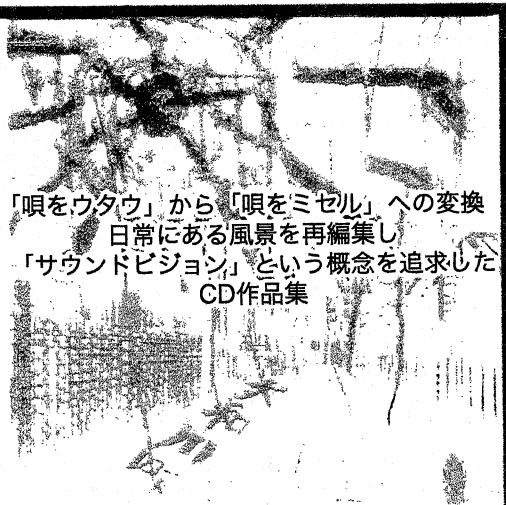 「唄をウタウ」から「唄をミセル」への変換
日常にある風景を再編集し
「サウンドビジョン」という概念を追求した
CD作品集